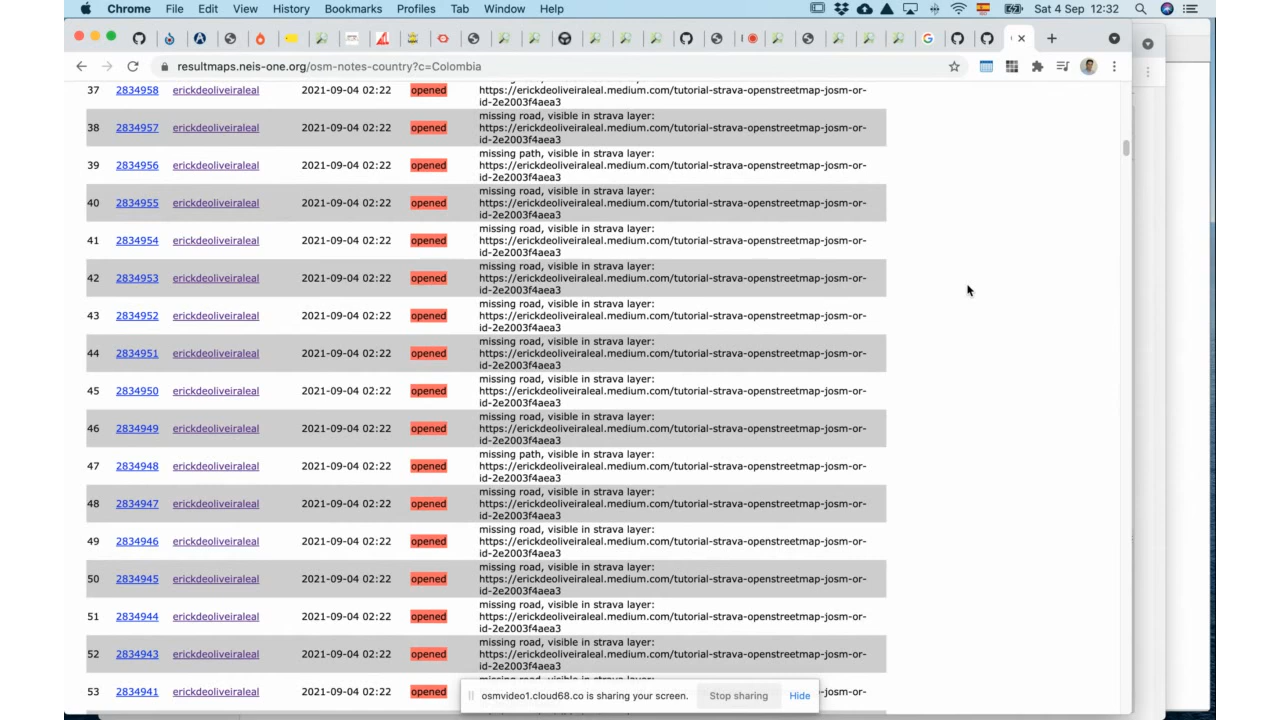 Chrome File Edit View History Bookmarks Profiles Tab Window Help Sat 4 Sep 12:32
resultmaps.neis-one.org/osm-notes-country?c=Colombia
37 2834958 erickdeoliveiraleal 2021-09-04 02:22 opened https://erickdeoliveiraleal.medium.com/tutorial-strava-openstreetmap-josm-or-
id-2e2003f4aea3
missing road, visible in strava layer:
38 2834957 erickdeoliveiraleal 2021-09-04 02:22 opened https://erickdeoliveiraleal.medium.com/tutorial-strava-openstreetmap-josm-or-
id-2e2003f4aea3
missing path, visible in strava layer:
39 2834956 erickdeoliveiraleal 2021-09-04 02:22 opened https://erickdeoliveiraleal.medium.com/tutorial-strava-openstreetmap-josm-or-
id-2e2003f4aea3
missing road, visible in strava layer:
40 2834955 erickdeoliveiraleal 2021-09-04 02:22 opened https://erickdeoliveiraleal.medium.com/tutorial-strava-openstreetmap-josm-or-
id-2e2003f4aea3
missing road, visible in strava layer:
41 2834954 erickdeoliveiraleal 2021-09-04 02:22 opened https://erickdeoliveiraleal.medium.com/tutorial-strava-openstreetmap-josm-or-
id-2e2003f4aea3
missing road, visible in strava layer:
42 2834953 erickdeoliveiraleal 2021-09-04 02:22 opened https://erickdeoliveiraleal.medium.com/tutorial-strava-openstreetmap-josm-or-
id-2e2003f4aea3
missing road, visible in strava layer:
43 2834952 erickdeoliveiraleal 2021-09-04 02:22 opened https://erickdeoliveiraleal.medium.com/tutorial-strava-openstreetmap-josm-or-
id-2e2003f4aea3
missing road, visible in strava layer:
44 2834951 erickdeoliveiraleal 2021-09-04 02:22 opened https://erickdeoliveiraleal.medium.com/tutorial-strava-openstreetmap-josm-or-
id-2e2003f4aea3
missing road, visible in strava layer:
45 2834950 erickdeoliveiraleal 2021-09-04 02:22 opened https://erickdeoliveiraleal.medium.com/tutorial-strava-openstreetmap-josm-or-
id-2e2003f4aea3
missing road, visible in strava layer:
46 2834949 erickdeoliveiraleal 2021-09-04 02:22 opened https://erickdeoliveiraleal.medium.com/tutorial-strava-openstreetmap-josm-or-
id-2e2003f4aea3
missing path, visible in strava layer:
47 2834948 erickdeoliveiraleal 2021-09-04 02:22 opened https://erickdeoliveiraleal.medium.com/tutorial-strava-openstreetmap-josm-or-
id-2e2003f4aea3
missing road, visible in strava layer:
48 2834947 erickdeoliveiraleal 2021-09-04 02:22 opened https://erickdeoliveiraleal.medium.com/tutorial-strava-openstreetmap-josm-or-
id-2e2003f4aea3
missing road, visible in strava layer:
49 2834946 erickdeoliveiraleal 2021-09-04 02:22 opened https://erickdeoliveiraleal.medium.com/tutorial-strava-openstreetmap-josm-or-
id-2e2003f4aea3
missing road, visible in strava layer:
50 2834945 erickdeoliveiraleal 2021-09-04 02:22 opened https://erickdeoliveiraleal.medium.com/tutorial-strava-openstreetmap-josm-or-
id-2e2003f4aea3
missing road, visible in strava layer:
51 2834944 erickdeoliveiraleal 2021-09-04 02:22 opened https://erickdeoliveiraleal.medium.com/tutorial-strava-openstreetmap-josm-or-
id-2e2003f4aea3
missing road, visible in strava layer:
52 2834943 erickdeoliveiraleal 2021-09-04 02:22 opened https://erickdeoliveiraleal.medium.com/tutorial-strava-openstreetmap-josm-or-
id-2e2003f4aea3
53 2834941 erickdeoliveiraleal 2021-09-04 02:22 opened -josm-or-
osmvideo1.cloud68.co is sharing your screen. Stop sharing Hide